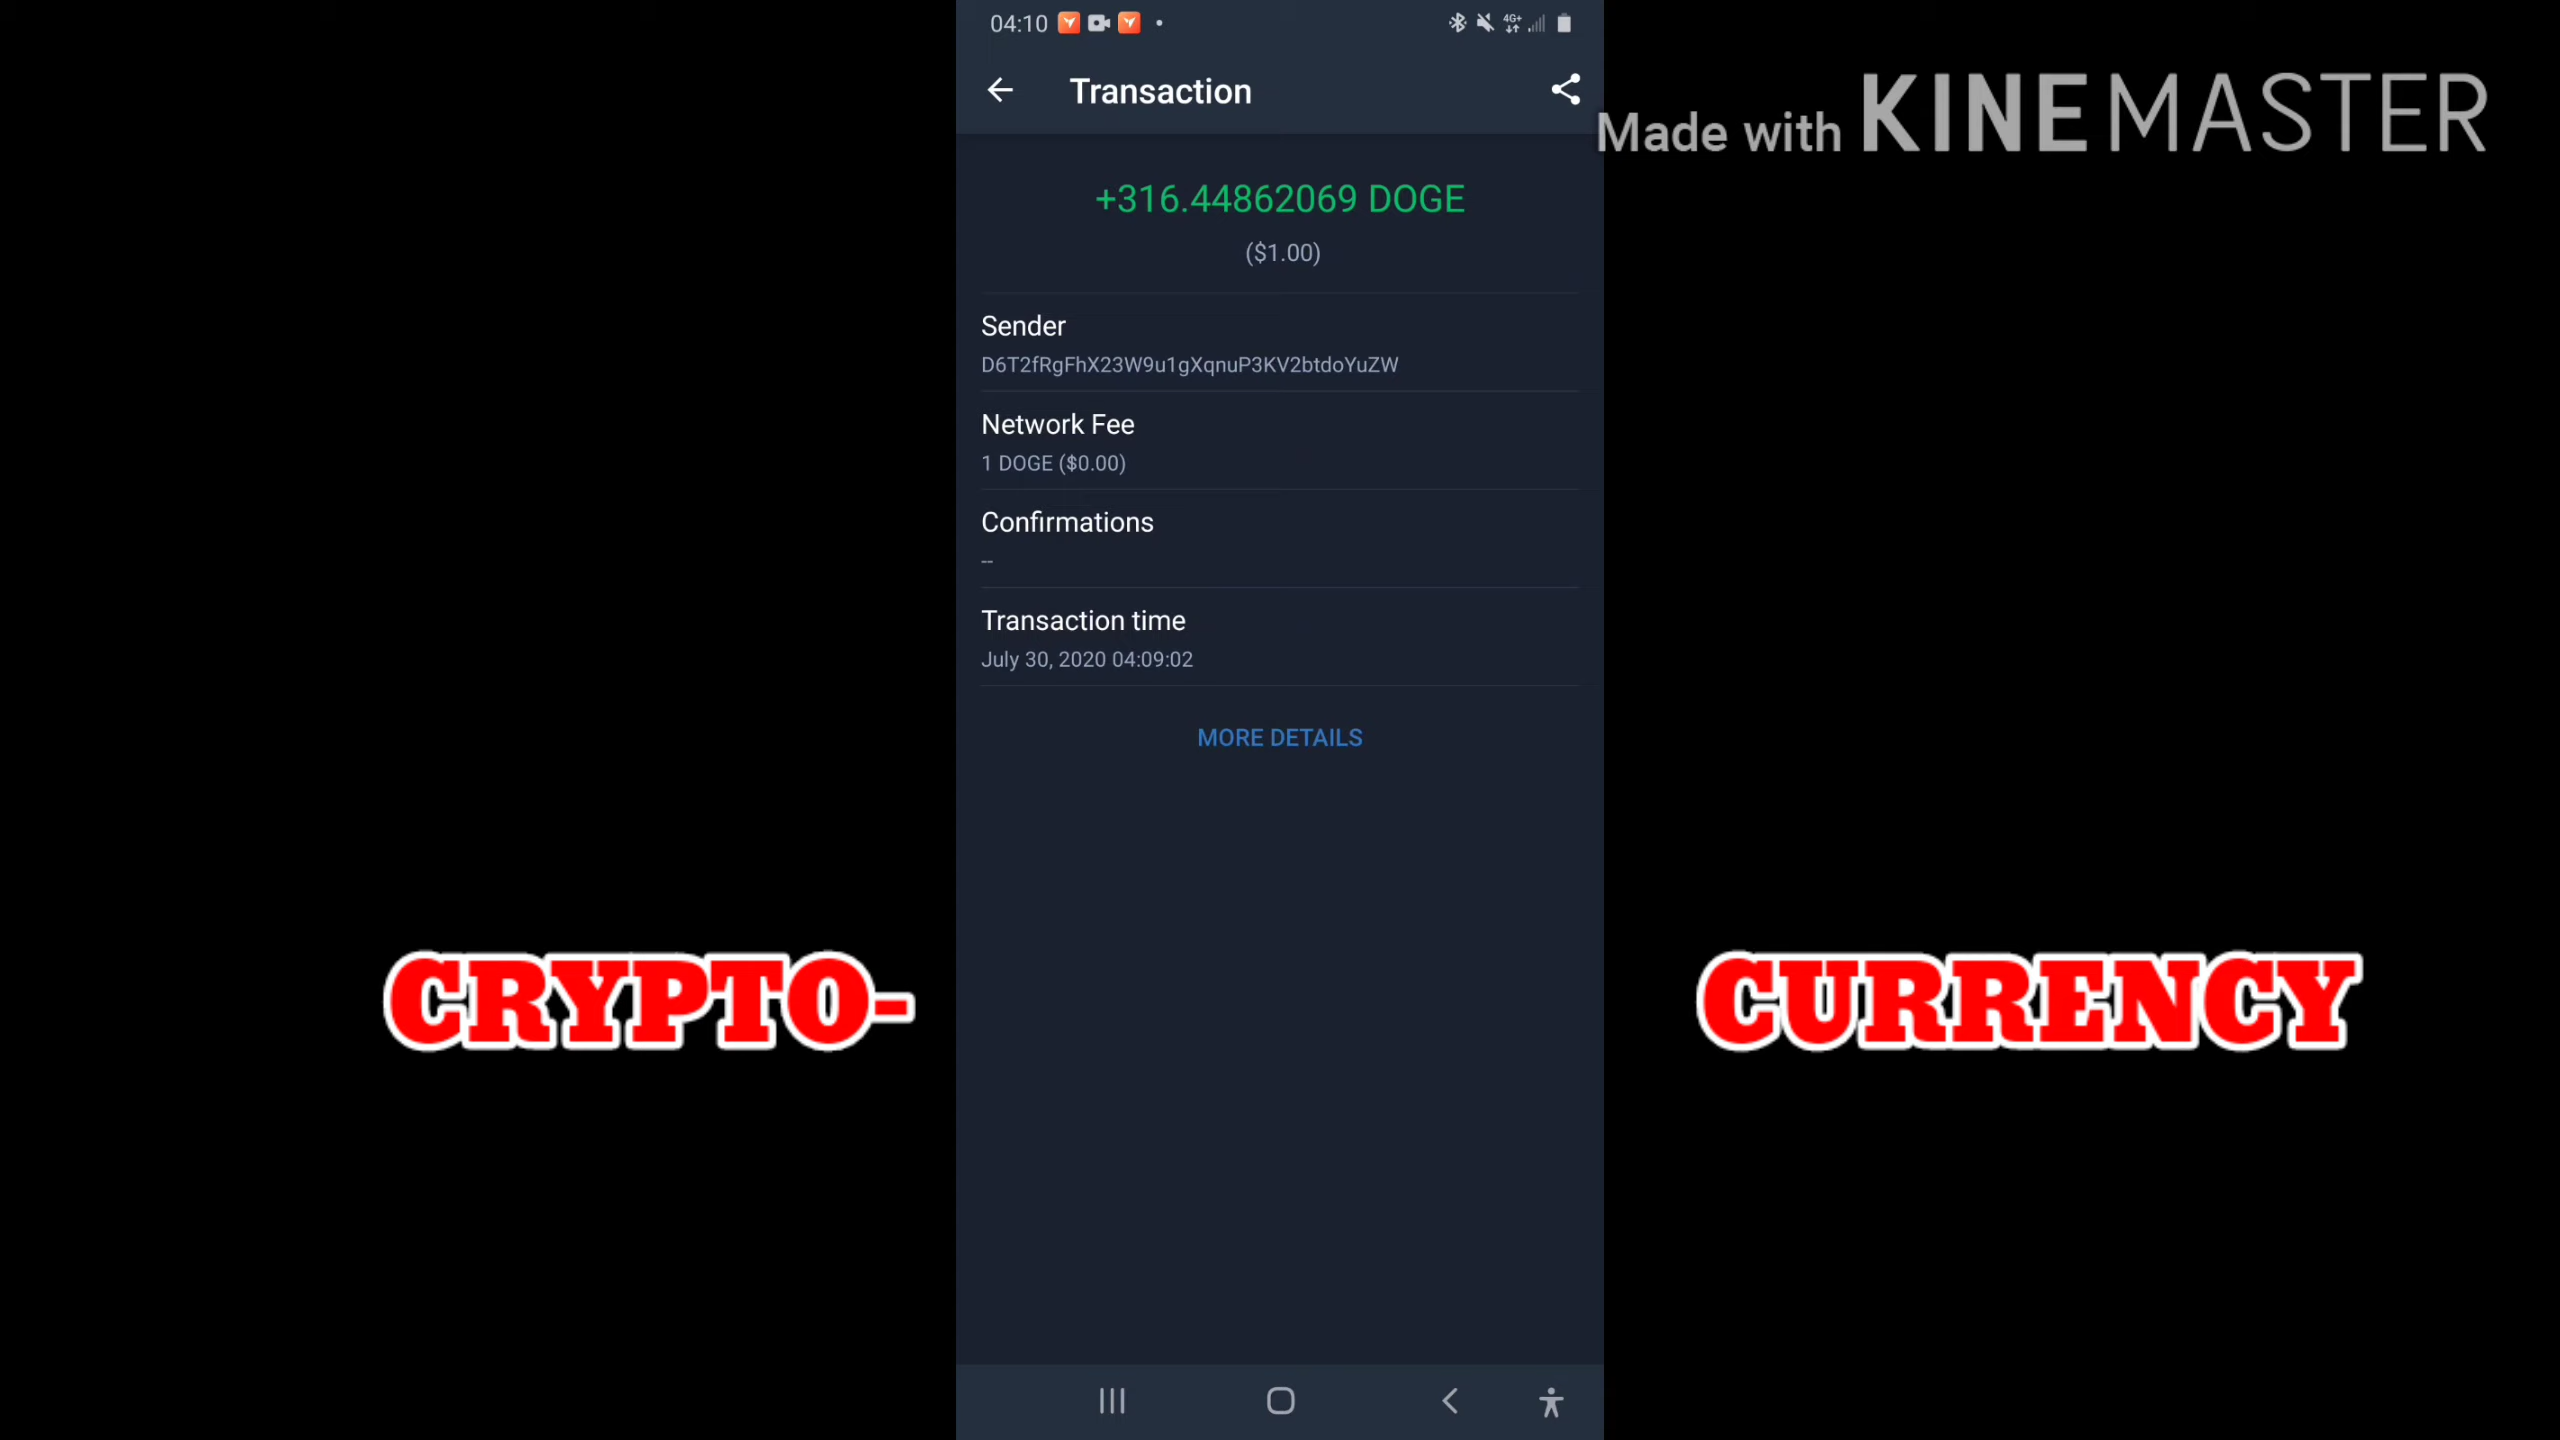 04:10
4G+
Transaction
Made with KINEMASTER
+316.44862069 DOGE
($1.00)
Sender
D6T2fRgFhX23W9u1gXqnuP3KV2btdoYuZW
Network Fee
1 DOGE ($0.00)
Confirmations
--
Transaction time
July 30, 2020 04:09:02
MORE DETAILS
CRYPTO- CURRENCY